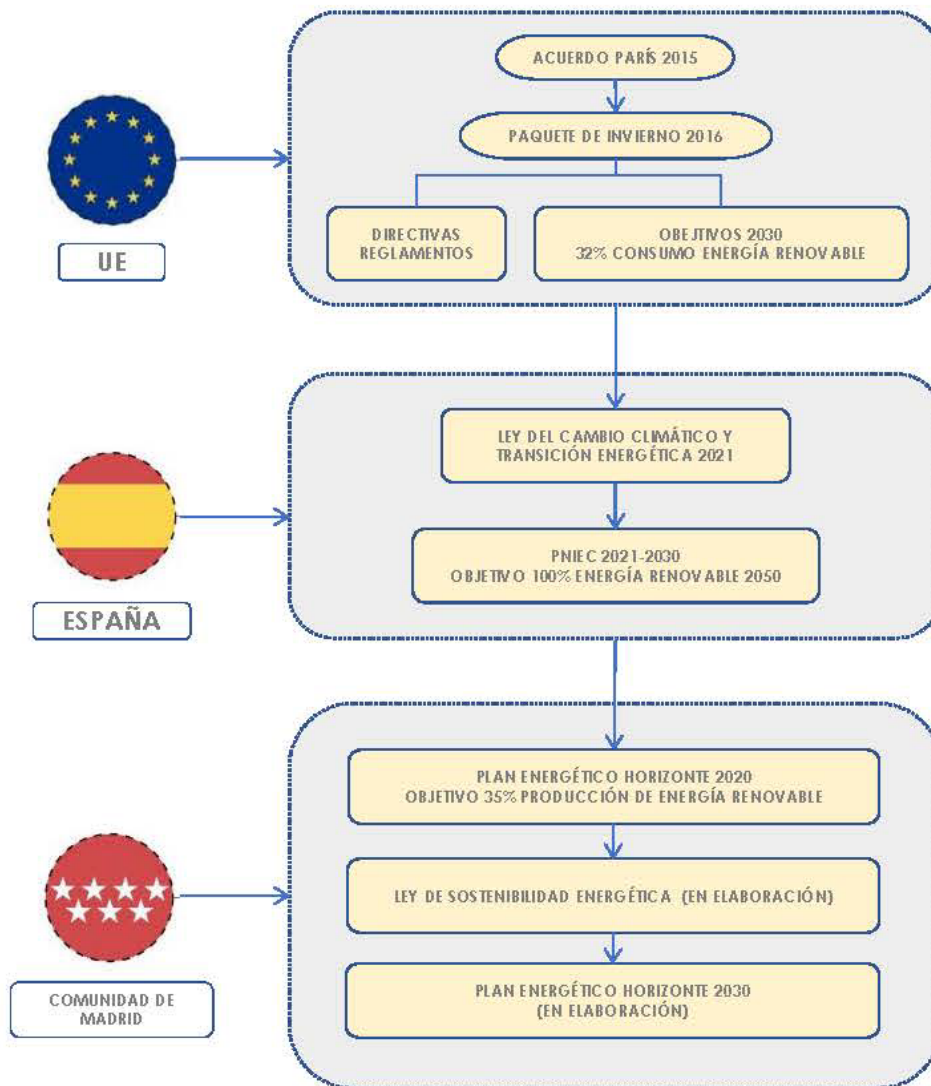 ACUERDO PARÍS 2015
PAQUETE DE INVIERNO 2016
DIRECTIVAS
REGLAMENTOS
OBEJTIVOS 2030
32% CONSUMO ENERGÍA RENOVABLE
UE
LEY DEL CAMBIO CLIMÁTICO Y
TRANSICIÓN ENERGÉTICA 2021
PNIEC 2021-2030
OBJETIVO 100% ENERGÍA RENOVABLE 2050
ESPAÑA
PLAN ENERGÉTICO HORIZONTE 2020
OBJETIVO 35% PRODUCCIÓN DE ENERGÍA RENOVABLE
LEY DE SOSTENIBILIDAD ENERGÉTICA (EN ELABORACIÓN)
PLAN ENERGÉTICO HORIZONTE 2030
(EN ELABORACIÓN)
COMUNIDAD DE
MADRID